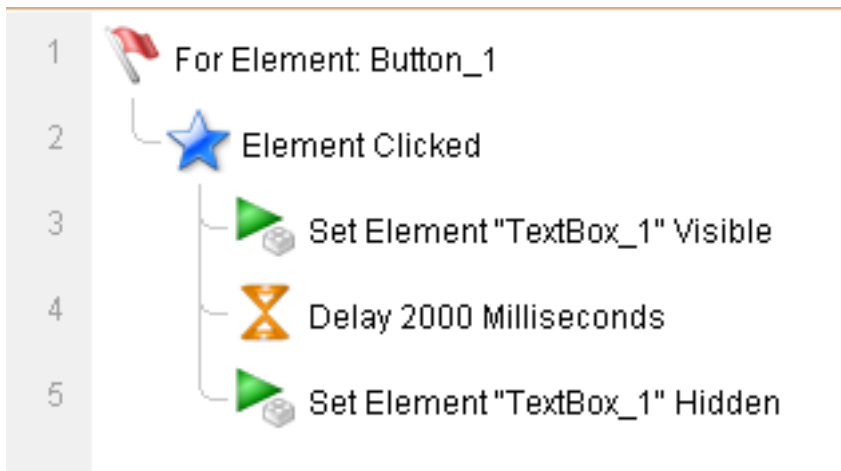 1 For Element: Button_1
2 Element Clicked
3 Set Element "TextBox_1" Visible
4 Delay 2000 Milliseconds
5 Set Element "TextBox_1" Hidden